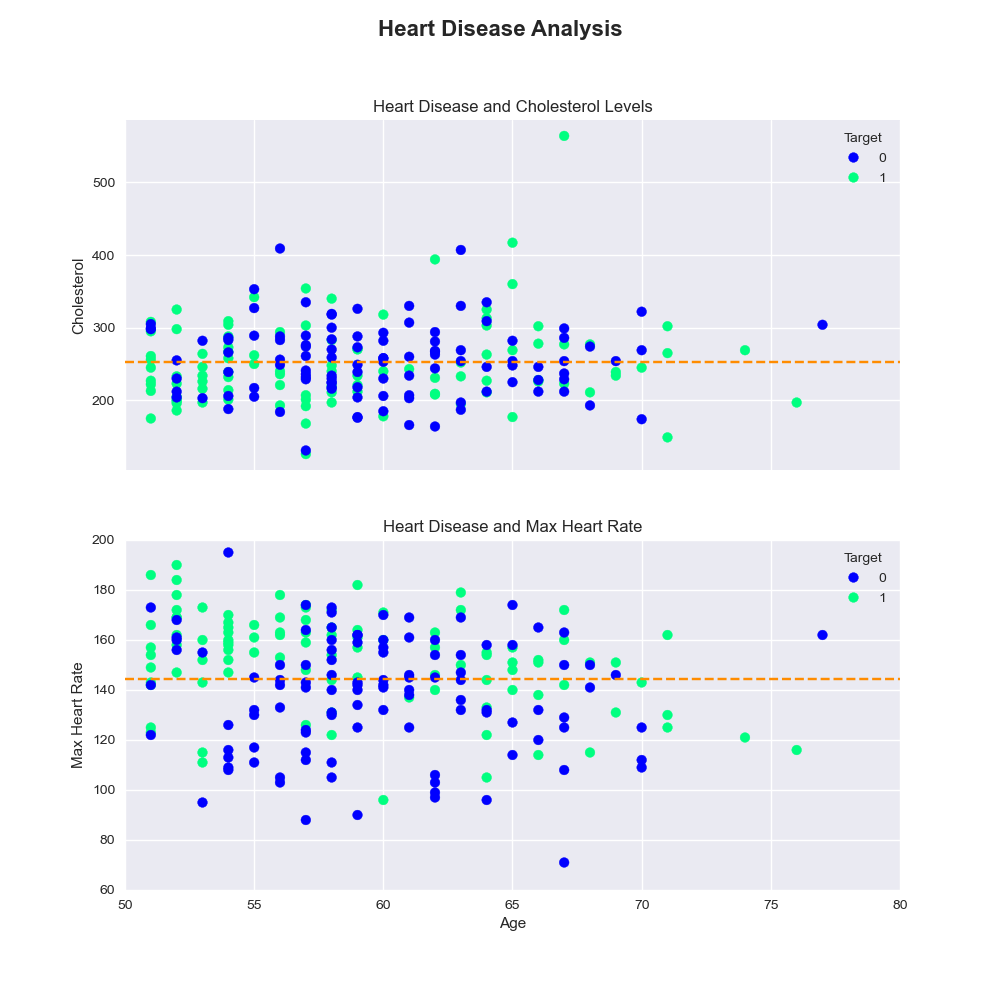 Heart Disease Analysis
Heart Disease and Cholesterol Levels
Target
0
1
500
400
300
200
Cholesterol
Heart Disease and Max Heart Rate
Target
0
1
200
180
160
140
120
100
80
60
Max Heart Rate
50 55 60 65 70 75 80
Age